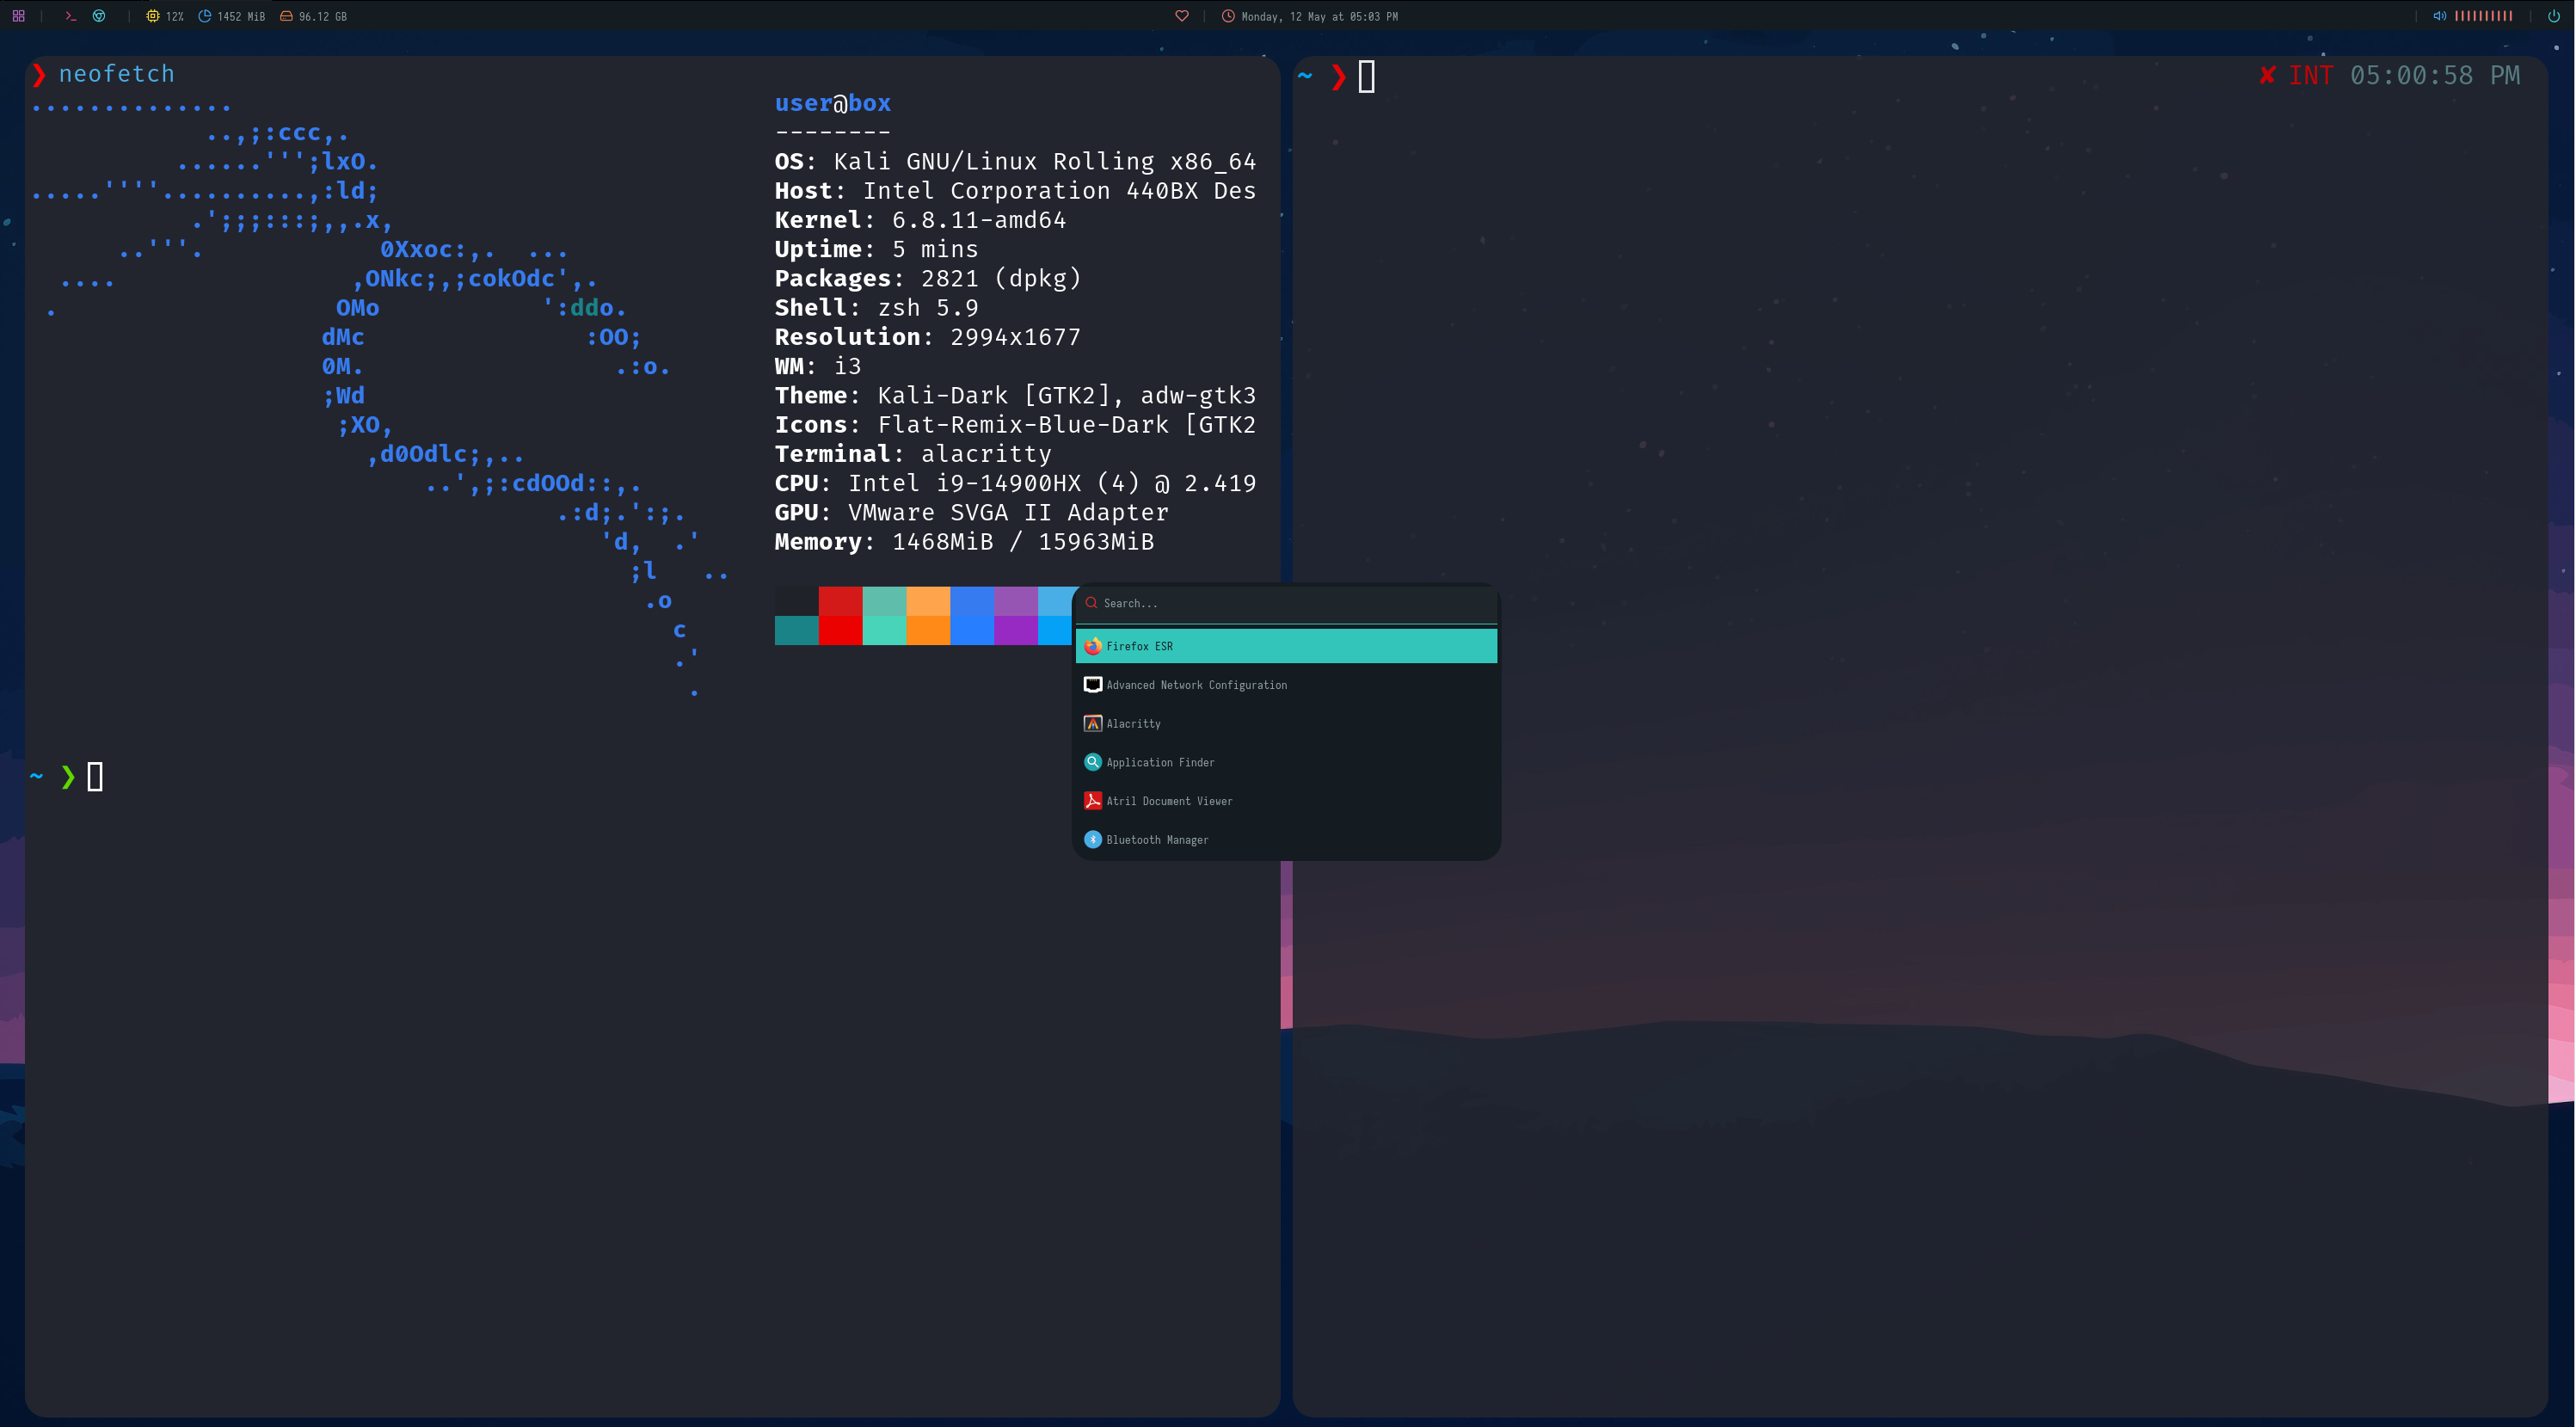 12% 1452 MiB 96.12 GB
Monday, 12 May at 05:03 PM
❯ neofetch
..............
..,;:ccc,.
......''';lxO.
.....''''..........,:ld;
.';;;:::;,,.x,
..'''. 0Xxoc:,. ...
.... ,ONkc;,;cokOdc',.
. OMo ':ddo.
dMc :OO;
0M. .:o.
;Wd
;XO,
,d0Odlc;,..
..',;:cdOOd::,.
.:d;.':;.
'd, .'
;l ..
.o
c
.'
.
user@box
--------
OS: Kali GNU/Linux Rolling x86_64
Host: Intel Corporation 440BX Des
Kernel: 6.8.11-amd64
Uptime: 5 mins
Packages: 2821 (dpkg)
Shell: zsh 5.9
Resolution: 2994x1677
WM: i3
Theme: Kali-Dark [GTK2], adw-gtk3
Icons: Flat-Remix-Blue-Dark [GTK2
Terminal: alacritty
CPU: Intel i9-14900HX (4) @ 2.419
GPU: VMware SVGA II Adapter
Memory: 1468MiB / 15963MiB
~ ❯
~ ❯ ✘ INT 05:00:58 PM
Search...
Firefox ESR
Advanced Network Configuration
Alacritty
Application Finder
Atril Document Viewer
Bluetooth Manager